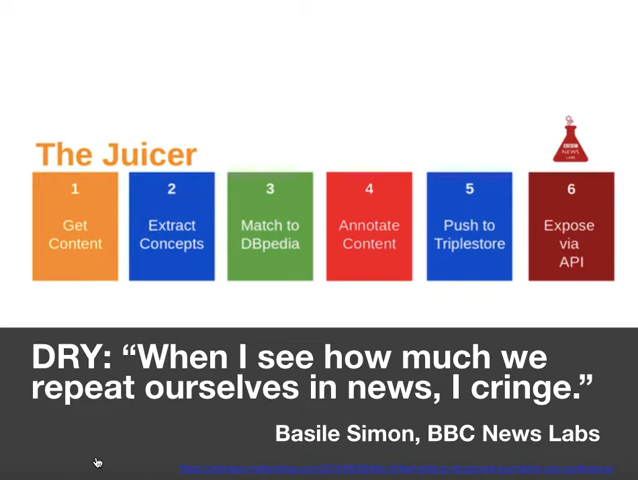 The Juicer
BBC
NEWS
LABS
1
Get
Content
2
Extract
Concepts
3
Match to
DBpedia
4
Annotate
Content
5
Push to
Triplestore
6
Expose
via
API
DRY: “When I see how much we
repeat ourselves in news, I cringe.”
Basile Simon, BBC News Labs